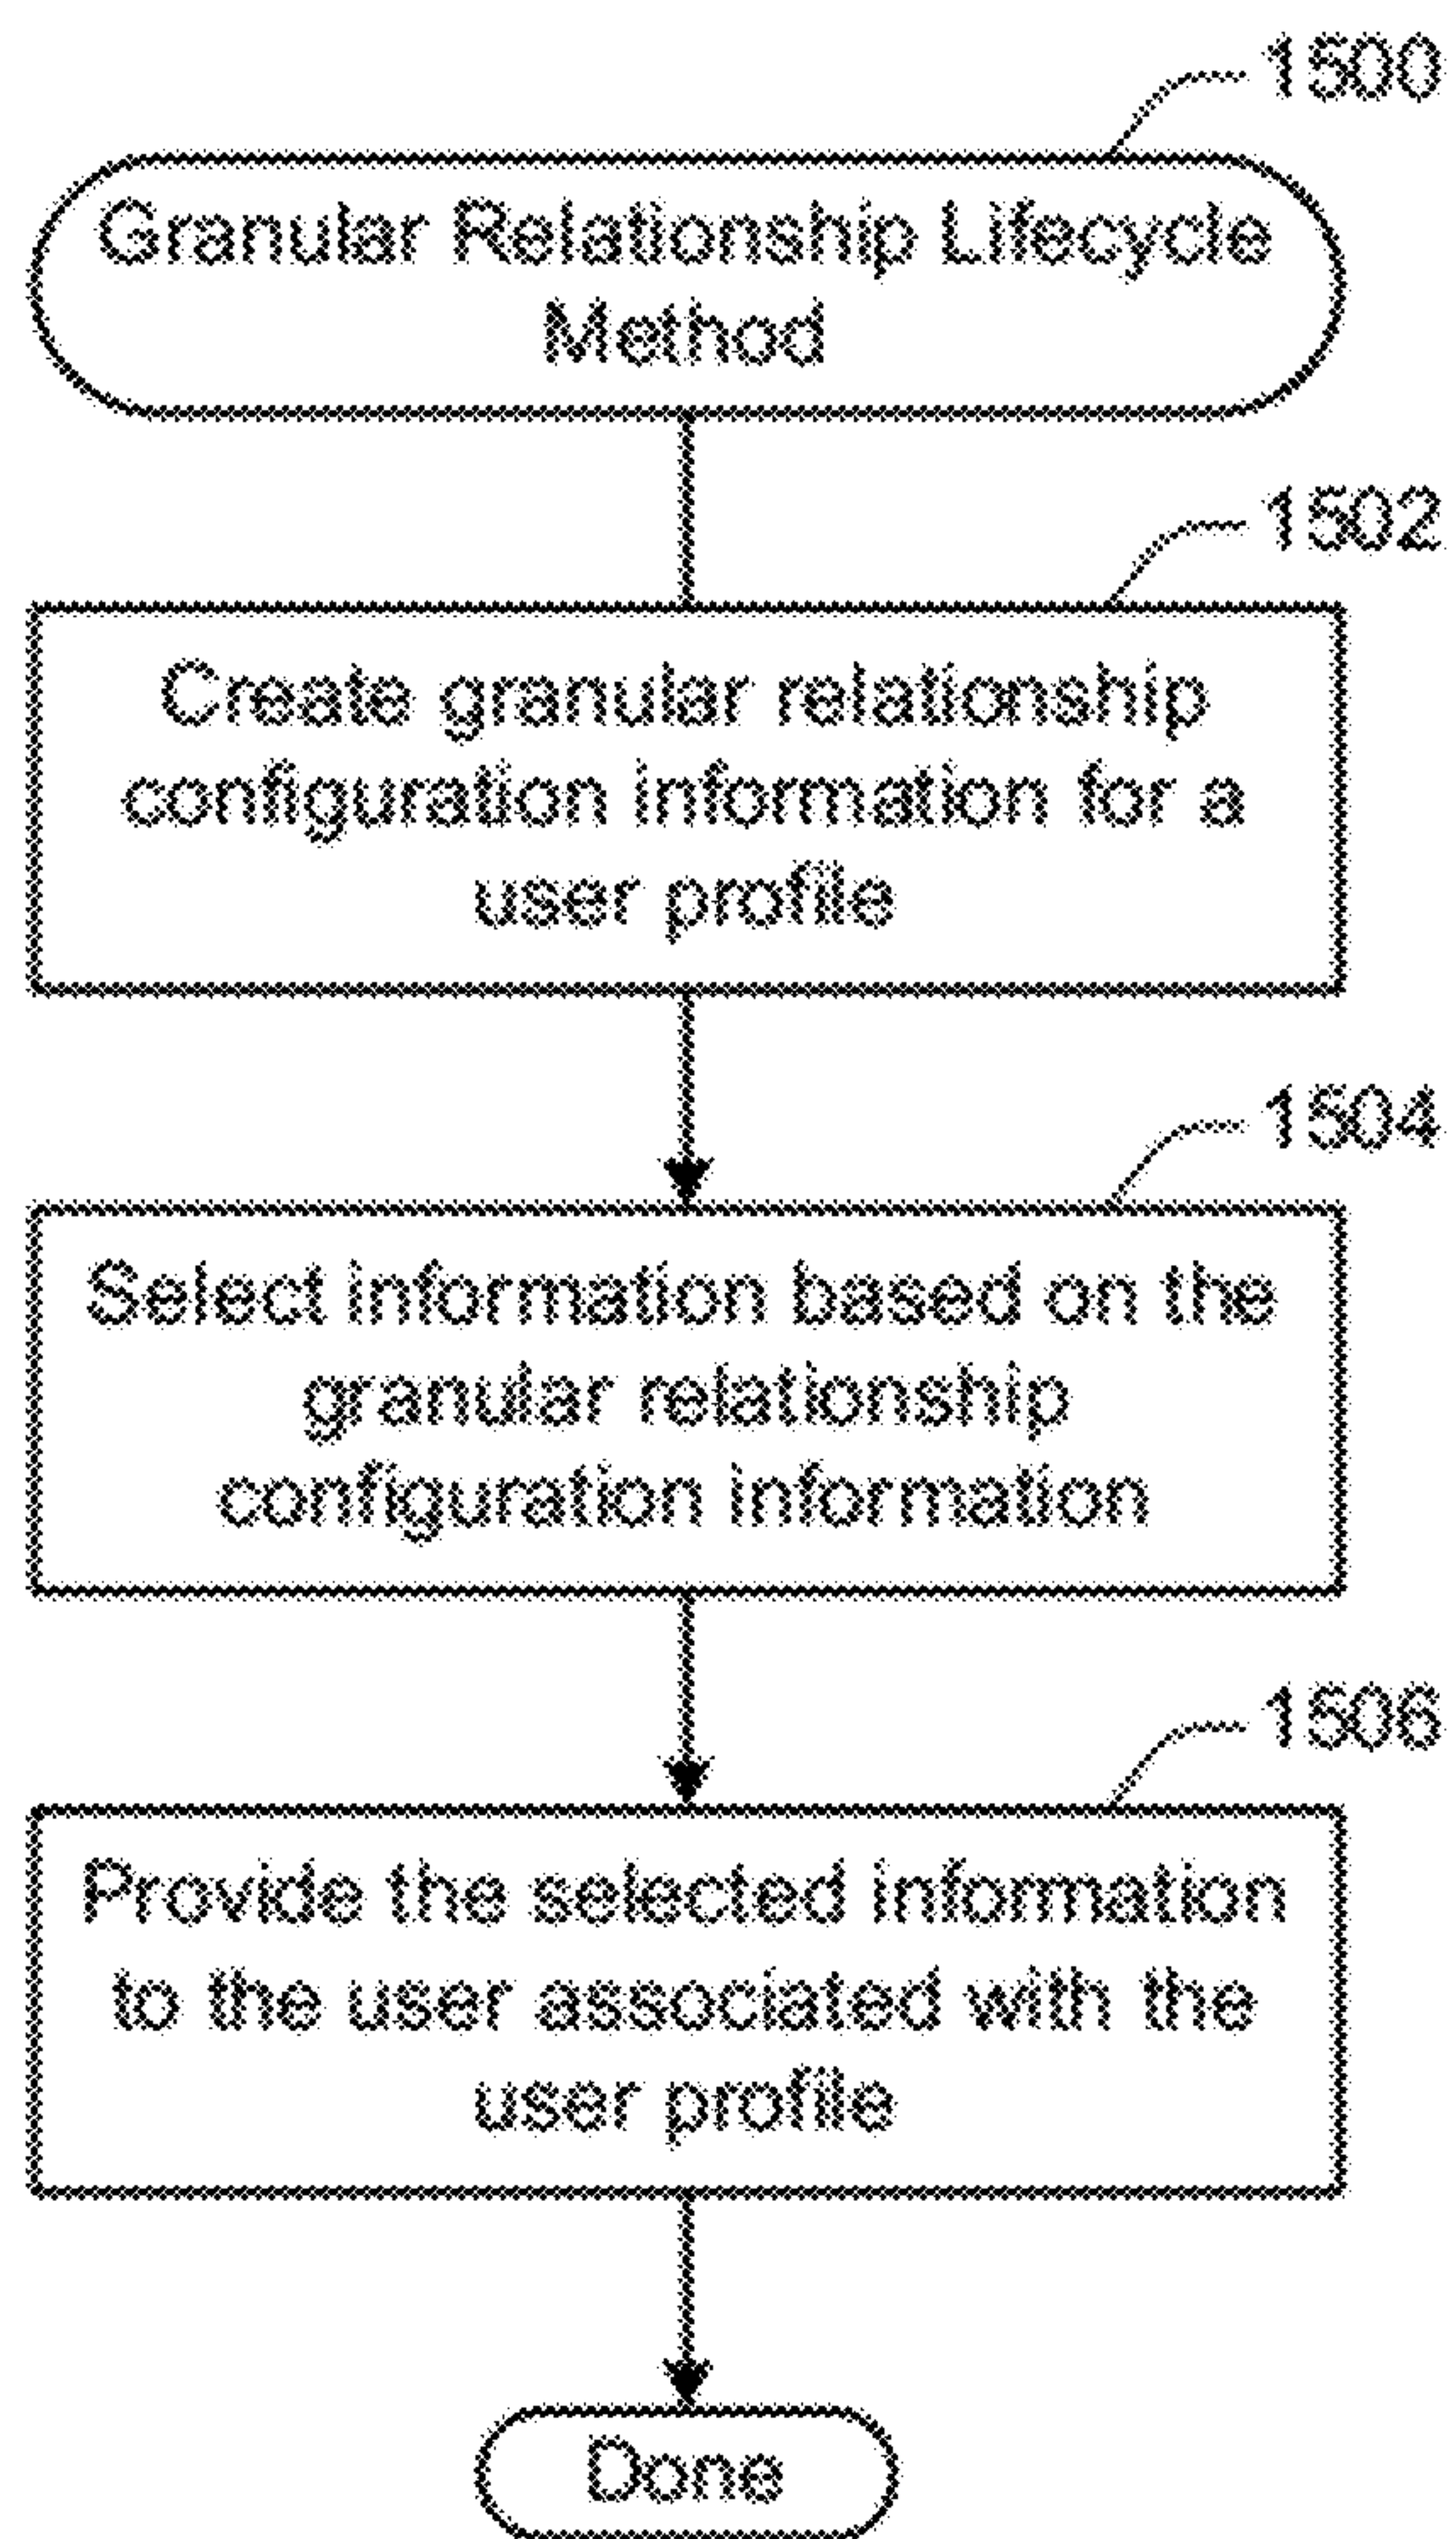 1500
Granular Relationship Lifecycle
Method
1502
Create granular relationship
configuration information for a
user profile
1504
Select information based on the
granular relationship
configuration information
1506
Provide the selected information
to the user associated with the
user profile
Done